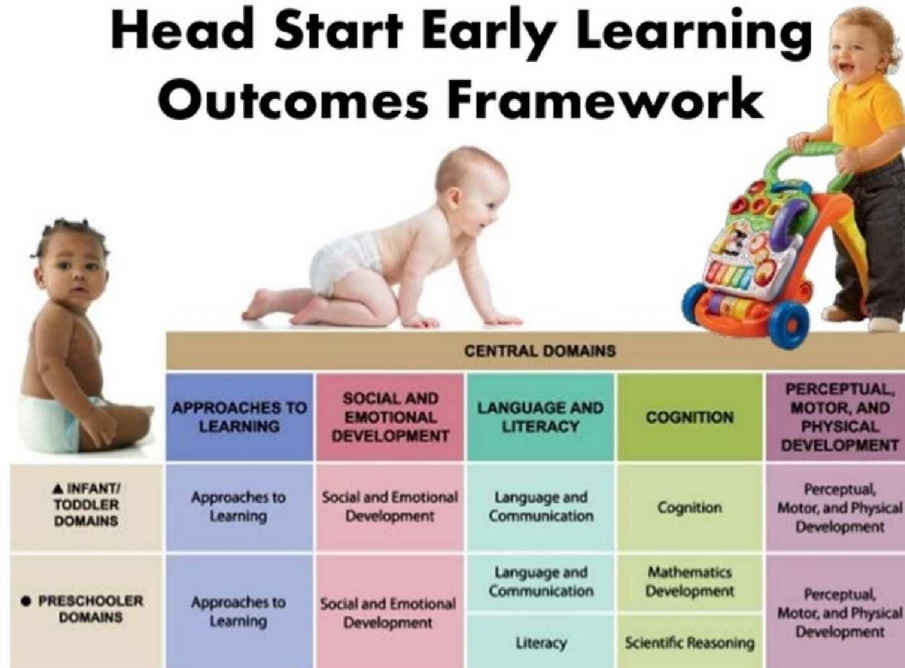 Head Start Early Learning
Outcomes Framework
CENTRAL DOMAINS
APPROACHES TO
LEARNING
SOCIAL AND
EMOTIONAL
DEVELOPMENT
LANGUAGE AND
LITERACY
COGNITION
PERCEPTUAL,
MOTOR, AND
PHYSICAL
DEVELOPMENT
▲ INFANT/
TODDLER
DOMAINS
Approaches to
Learning
Social and Emotional
Development
Language and
Communication
Cognition
Perceptual,
Motor, and Physical
Development
● PRESCHOOLER
DOMAINS
Approaches to
Learning
Social and Emotional
Development
Language and
Communication
Literacy
Mathematics
Development
Scientific Reasoning
Perceptual,
Motor, and Physical
Development